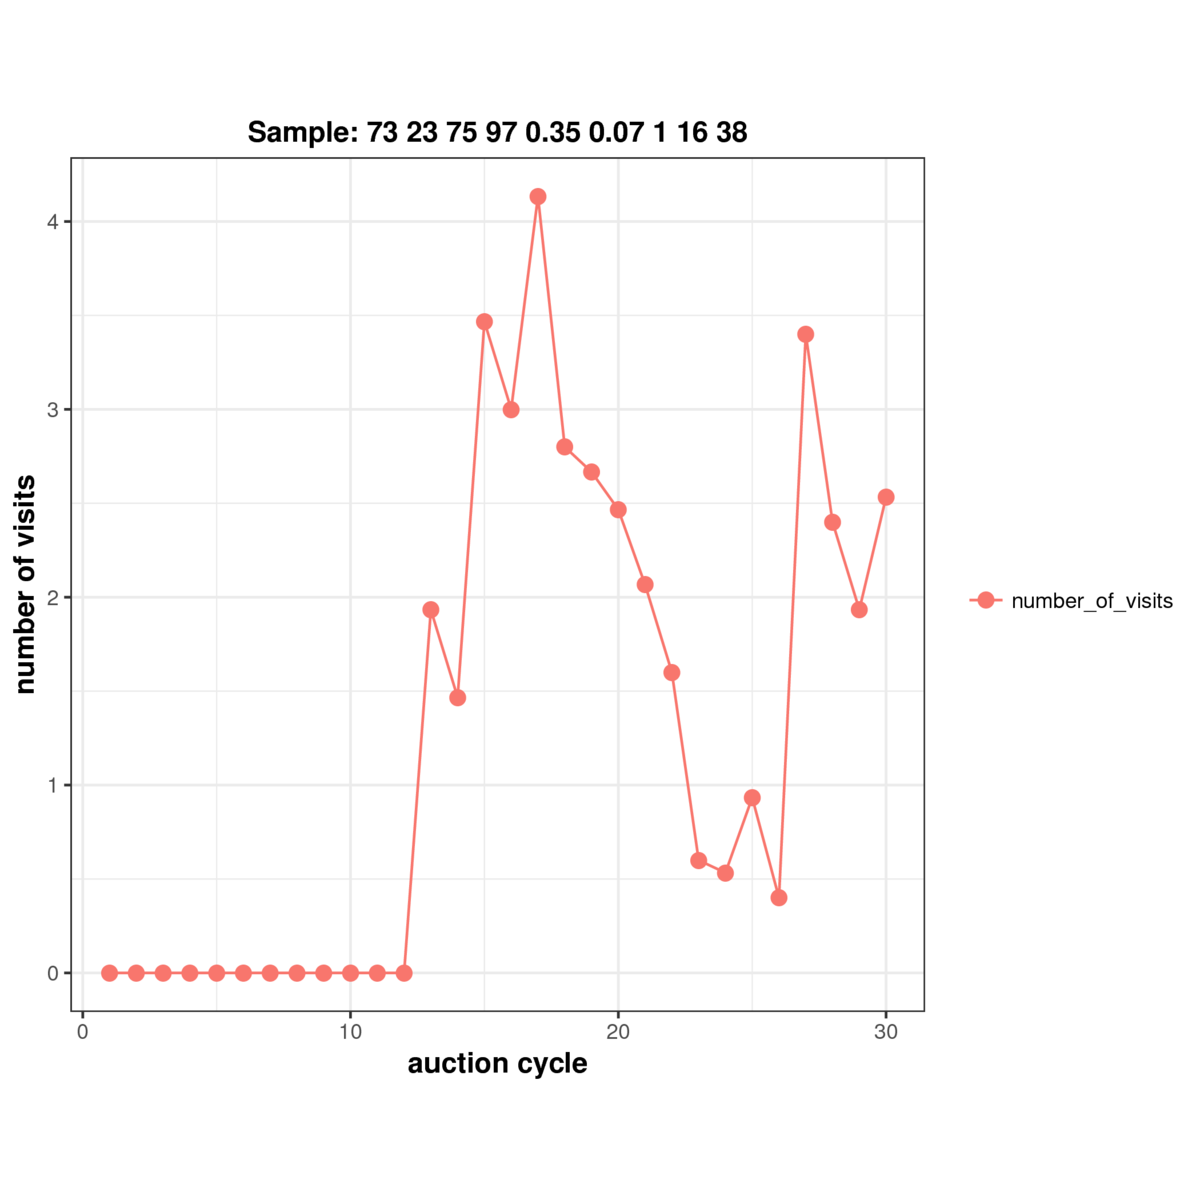 Sample: 73 23 75 97 0.35 0.07 1 16 38
number of visits
4
3
2
1
0
0 10 20 30
auction cycle
number_of_visits